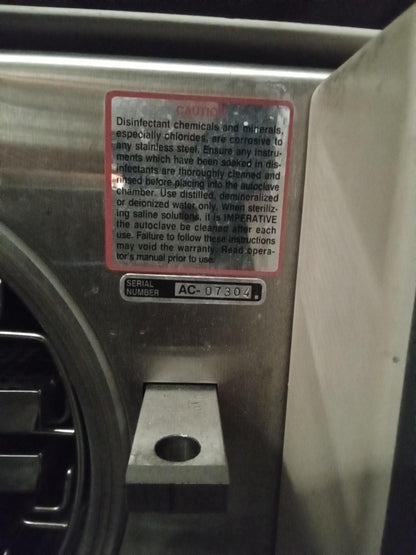 CAUTION
Disinfectant chemicals and minerals,
especially chlorides, are corrosive to
any stainless steel. Ensure any instru-
ments which have been soaked in dis-
infectants are thoroughly cleaned and
rinsed before placing into the autoclave
chamber. Use distilled, demineralized
or deionized water only. When steriliz-
ing saline solutions, it is IMPERATIVE
the autoclave be cleaned after each
use. Failure to follow these instructions
may void the warranty. Read opera-
tor's manual prior to use.
SERIAL
NUMBER AC-07304